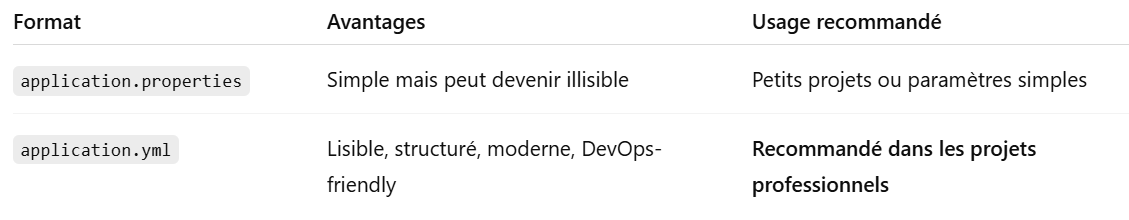 Format Avantages Usage recommandé
application.properties Simple mais peut devenir illisible Petits projets ou paramètres simples
application.yml Lisible, structuré, moderne, DevOps- Recommandé dans les projets
friendly professionnels